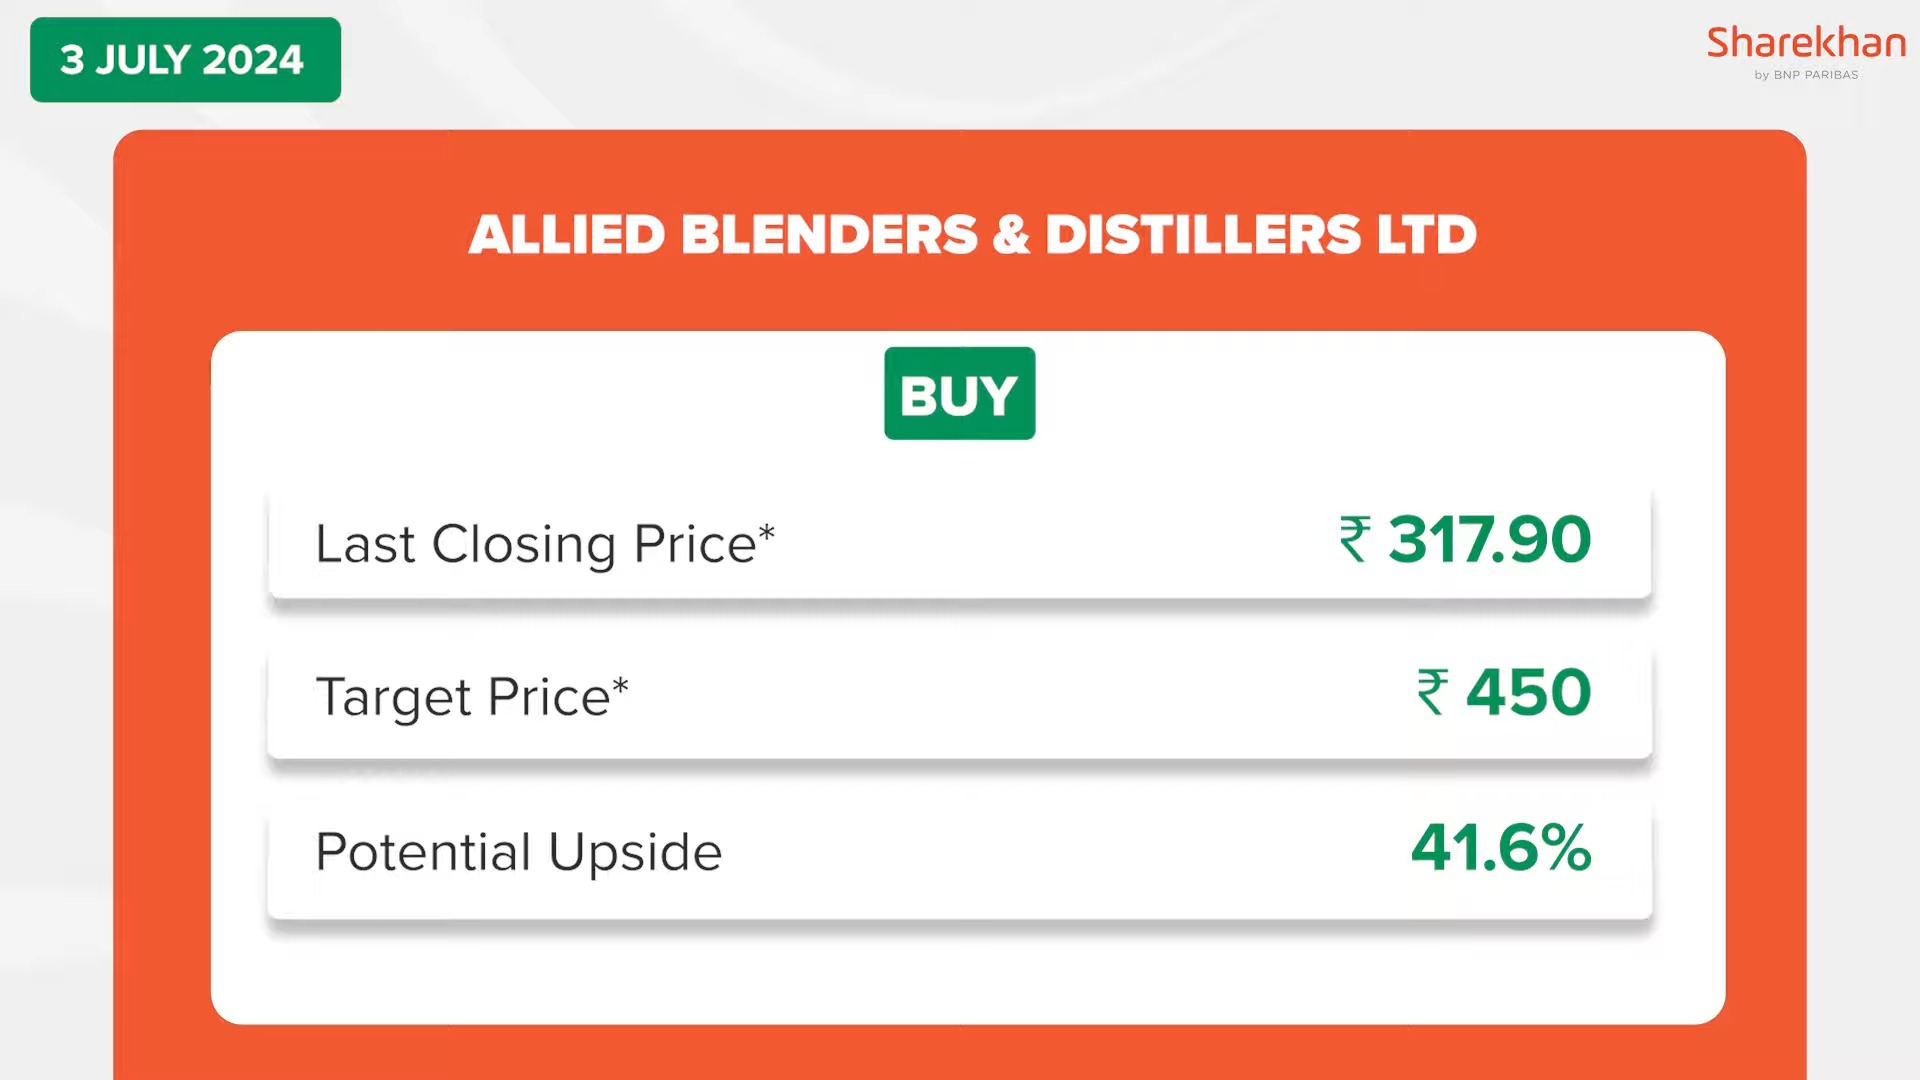 3 JULY 2024
Sharekhan
by BNP PARIBAS
ALLIED BLENDERS & DISTILLERS LTD
BUY
Last Closing Price* ₹ 317.90
Target Price* ₹ 450
Potential Upside 41.6%